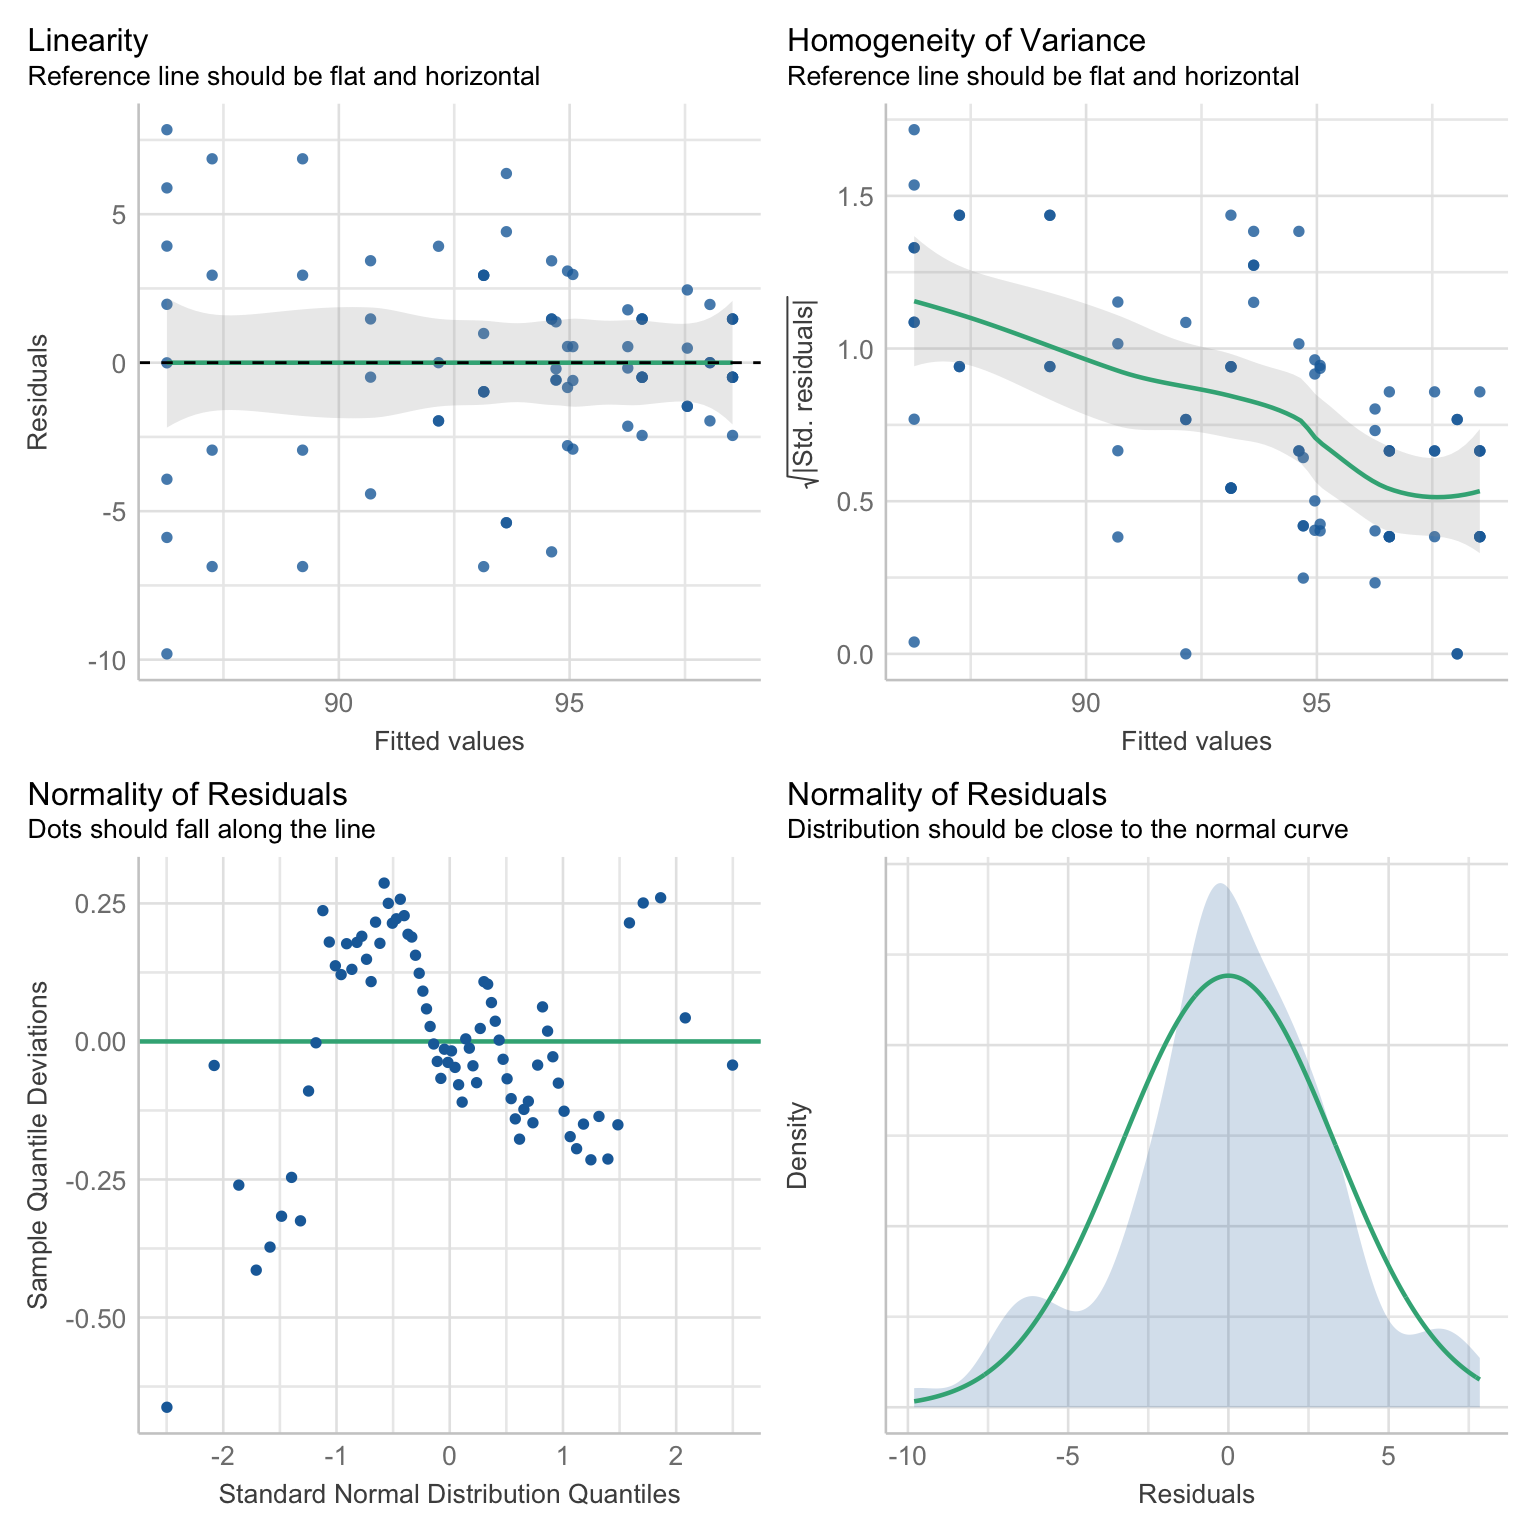 Linearity
Reference line should be flat and horizontal
5
0
-5
-10
Residuals
90
95
Fitted values
Homogeneity of Variance
Reference line should be flat and horizontal
1.5
1.0
0.5
0.0
√|Std. residuals|
90
95
Fitted values
Normality of Residuals
Dots should fall along the line
0.25
0.00
-0.25
-0.50
Sample Quantile Deviations
-2
-1
0
1
2
Standard Normal Distribution Quantiles
Normality of Residuals
Distribution should be close to the normal curve
Density
-10
-5
0
5
Residuals